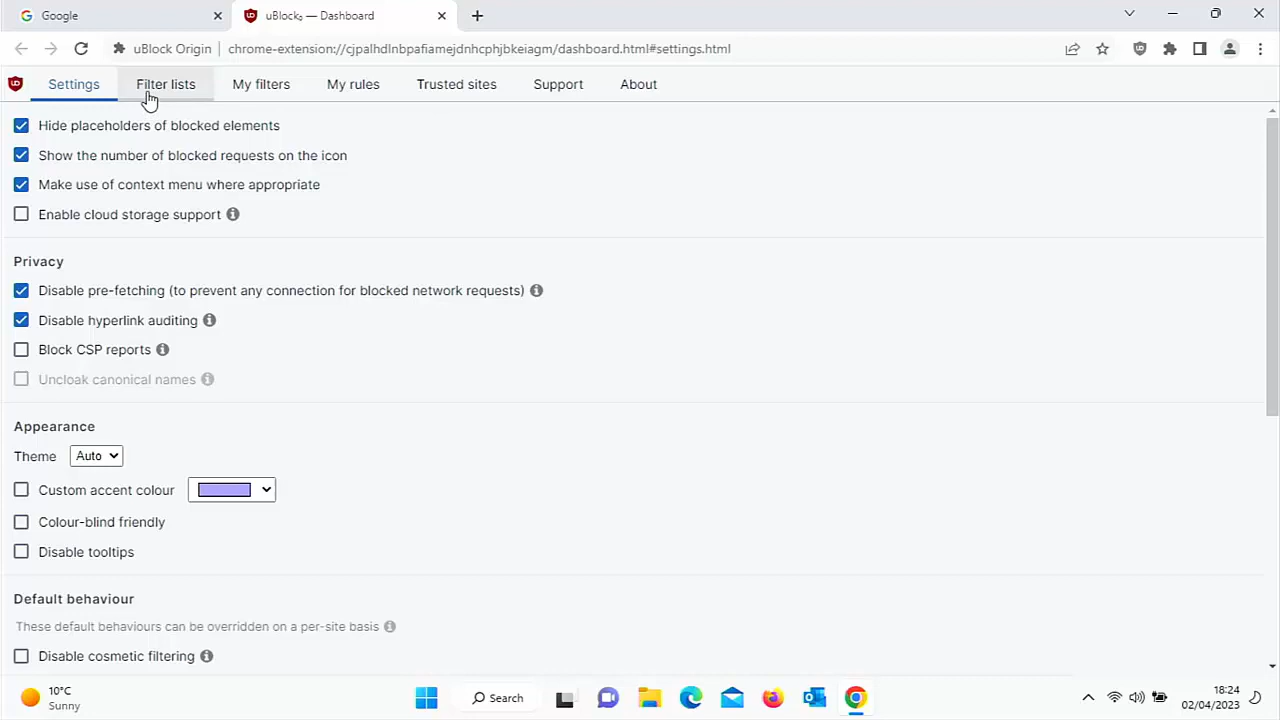 Google
uBlock₀ — Dashboard
uBlock Origin
chrome-extension://cjpalhdlnbpafiamejdnhcphjbkeiagm/dashboard.html#settings.html
Settings
Filter lists
My filters
My rules
Trusted sites
Support
About
Hide placeholders of blocked elements
Show the number of blocked requests on the icon
Make use of context menu where appropriate
Enable cloud storage support
Privacy
Disable pre-fetching (to prevent any connection for blocked network requests)
Disable hyperlink auditing
Block CSP reports
Uncloak canonical names
Appearance
Theme Auto
Custom accent colour
Colour-blind friendly
Disable tooltips
Default behaviour
These default behaviours can be overridden on a per-site basis
Disable cosmetic filtering
10°C
Sunny
Search
18:24
02/04/2023